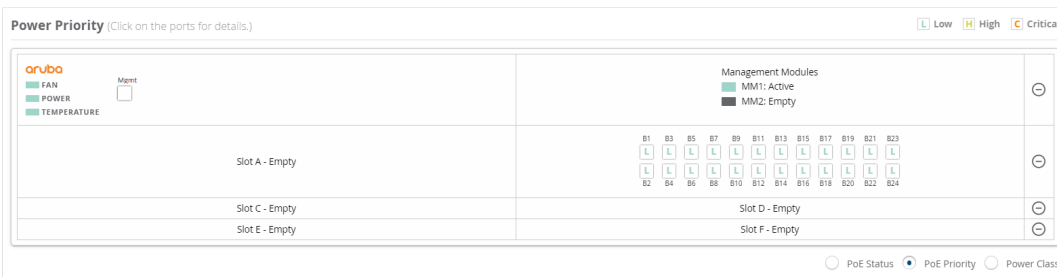 Power Priority (Click on the ports for details.)
L Low H High C Critica
aruba
FAN
POWER
TEMPERATURE
Mgmt
Management Modules
MM1: Active
MM2: Empty
Slot A - Empty
B1 B3 B5 B7 B9 B11 B13 B15 B17 B19 B21 B23
L L L L L L L L L L L L
L L L L L L L L L L L L
B2 B4 B6 B8 B10 B12 B14 B16 B18 B20 B22 B24
Slot C - Empty
Slot D - Empty
Slot E - Empty
Slot F - Empty
PoE Status PoE Priority Power Class